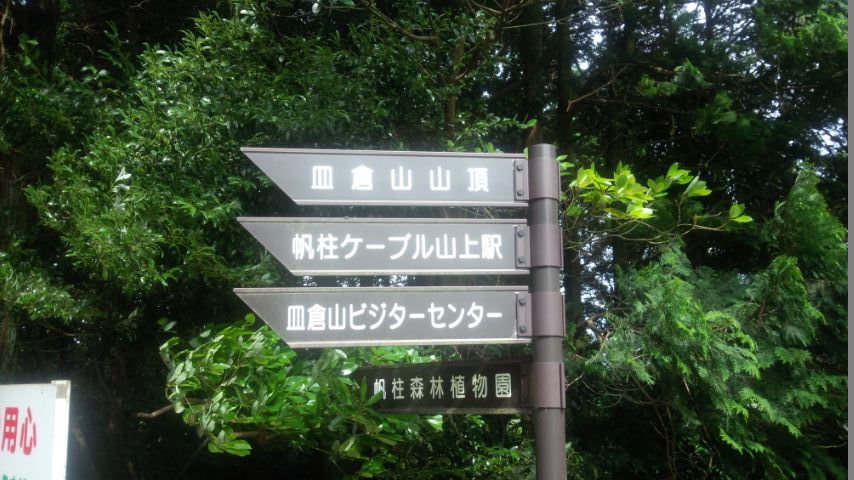 皿倉山山頂
帆柱ケーブル山上駅
皿倉山ビジターセンター
帆柱森林植物園
用心